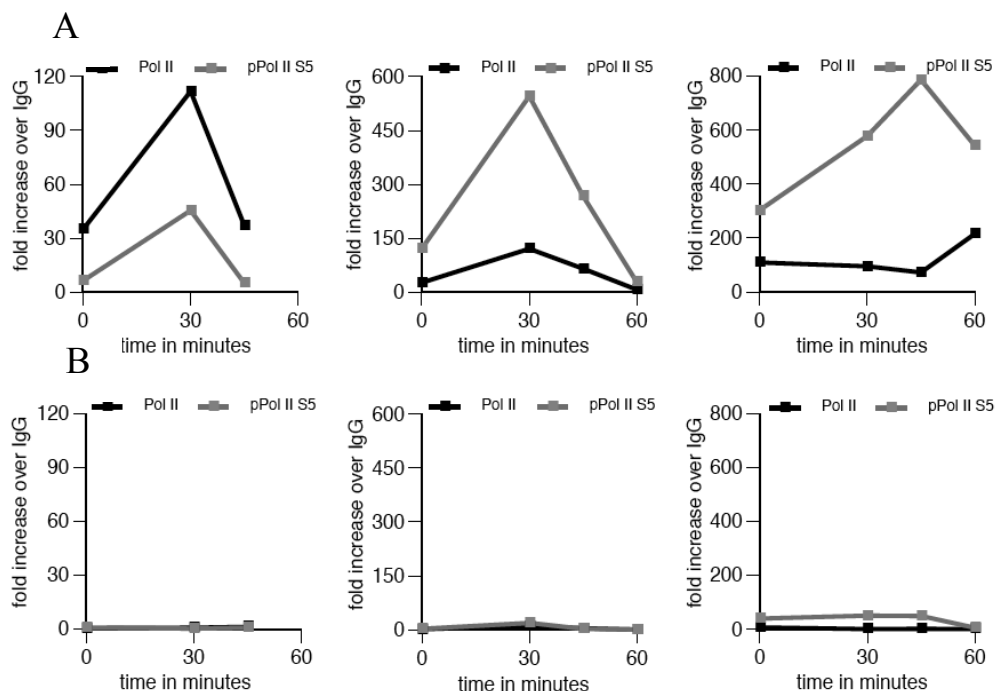 A
Pol II pPol II S5
120
90
60
30
0
fold increase over IgG
0 30 60
time in minutes
Pol II pPol II S5
600
450
300
150
0
fold increase over IgG
0 30 60
time in minutes
Pol II pPol II S5
800
600
400
200
0
fold increase over IgG
0 30 60
time in minutes
B
Pol II pPol II S5
120
90
60
30
0
fold increase over IgG
0 30 60
time in minutes
Pol II pPol II S5
600
450
300
150
0
fold increase over IgG
0 30 60
time in minutes
Pol II pPol II S5
800
600
400
200
0
fold increase over IgG
0 30 60
time in minutes